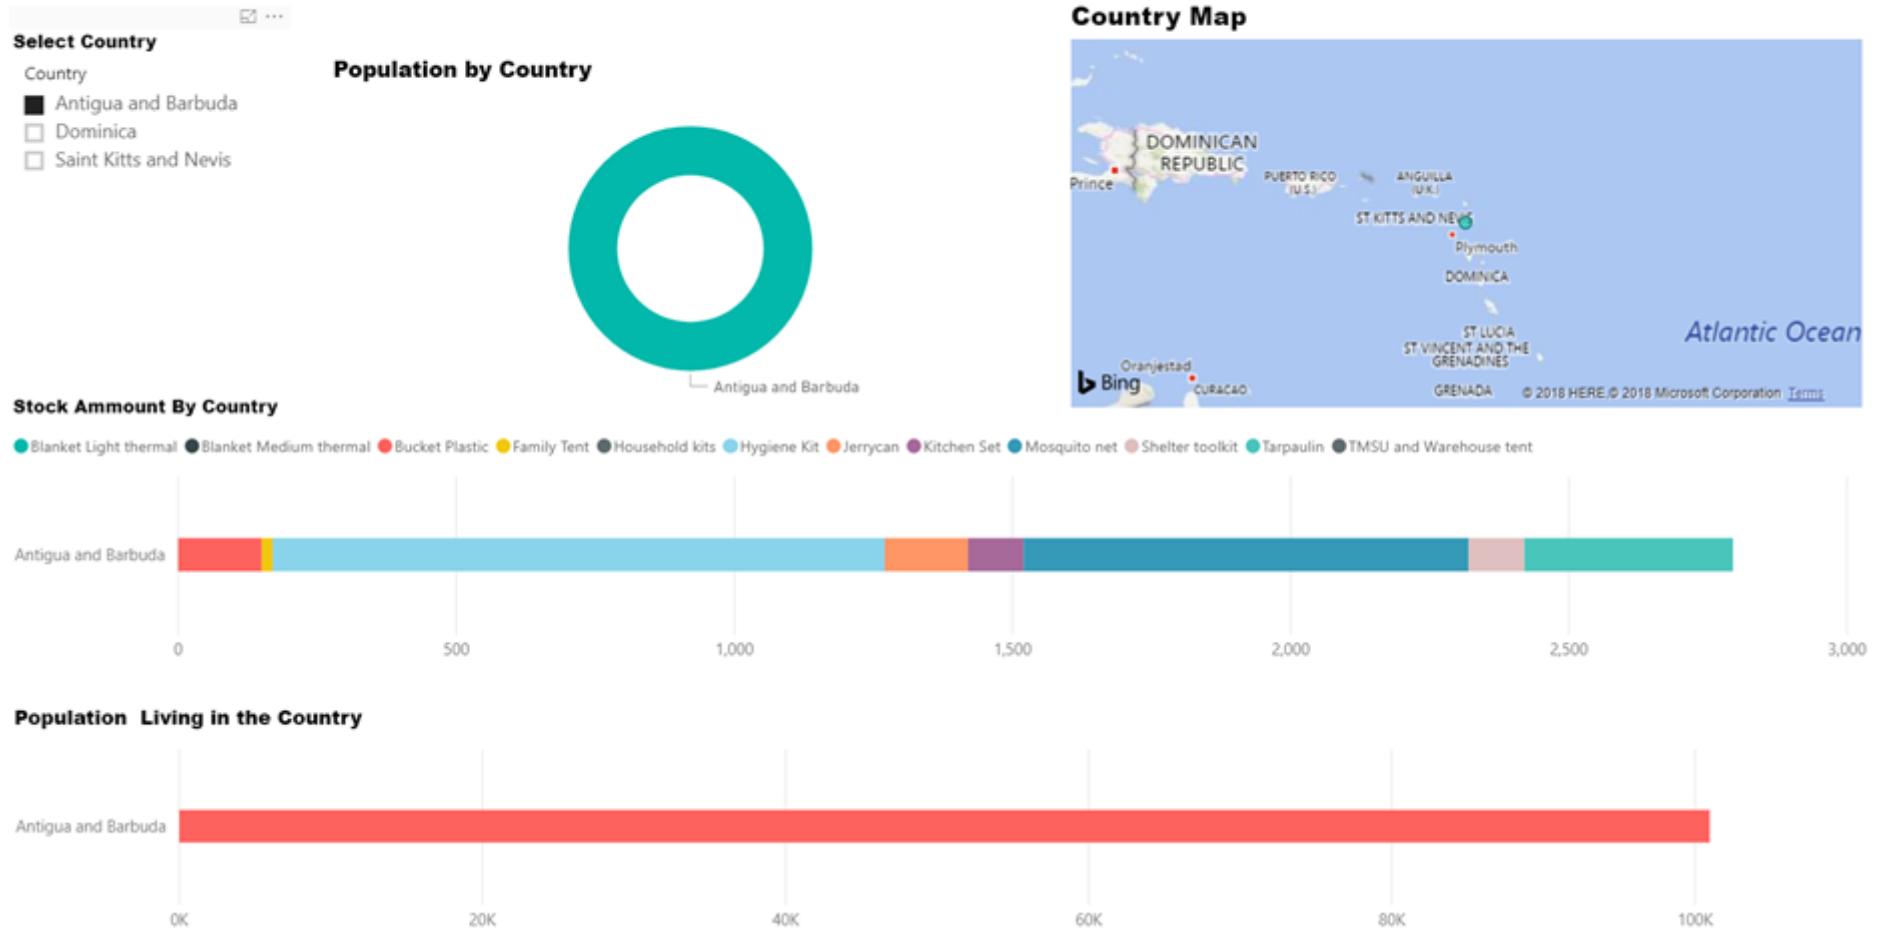 Select Country
Country
Antigua and Barbuda
Dominica
Saint Kitts and Nevis
Population by Country
Antigua and Barbuda
Country Map
DOMINICAN
REPUBLIC
Prince
PUERTO RICO
(U.S.)
ANGUILLA
(U.K.)
ST KITTS AND NEVIS
Plymouth
DOMINICA
ST LUCIA
ST VINCENT AND THE
GRENADINES
Atlantic Ocean
Oranjestad
CURACAO
GRENADA
Bing
© 2018 HERE,© 2018 Microsoft Corporation Terms
Stock Ammount By Country
Blanket Light thermal Blanket Medium thermal Bucket Plastic Family Tent Household kits Hygiene Kit Jerrycan Kitchen Set Mosquito net Shelter toolkit Tarpaulin TMSU and Warehouse tent
Antigua and Barbuda
0 500 1,000 1,500 2,000 2,500 3,000
Population Living in the Country
Antigua and Barbuda
0K 20K 40K 60K 80K 100K